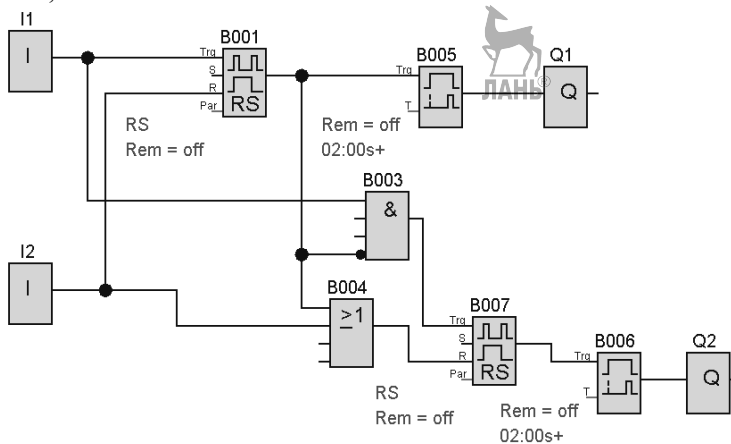 I1
I
B001
Trg
S
R
Par
RS
RS
Rem = off
B005
Trg
T
Rem = off
02:00s+
ЛАНЬ®
Q1
Q
B003
&
I2
I
B004
>1
B007
Trg
S
R
Par
RS
RS
Rem = off
B006
Trg
T
Rem = off
02:00s+
Q2
Q